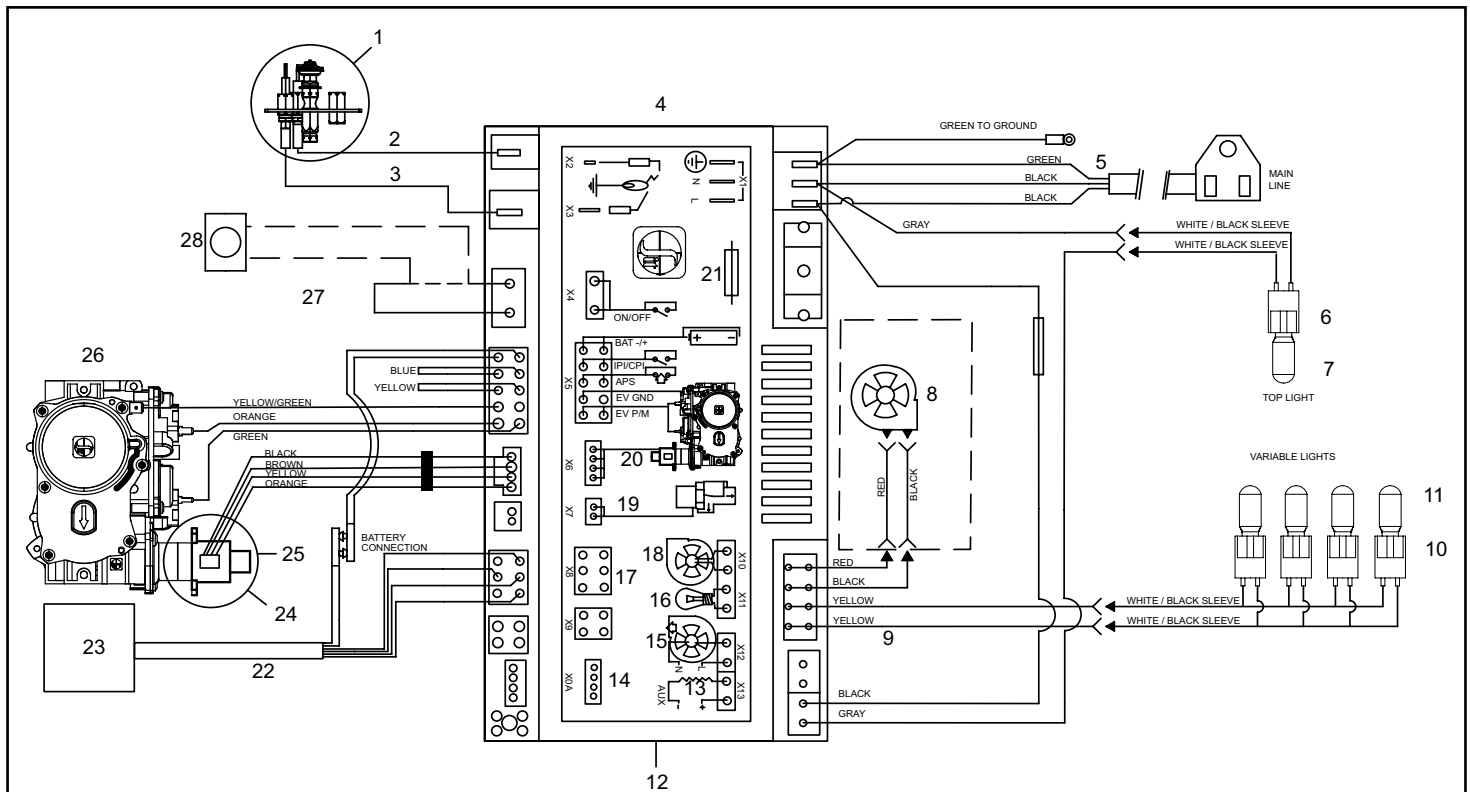 1
4
GREEN TO GROUND
2
GREEN
5
BLACK
MAIN
LINE
3
BLACK
X2
X3
N
L
X1
GRAY
WHITE / BLACK SLEEVE
WHITE / BLACK SLEEVE
28
27
X4
21
ON/OFF
6
7
TOP LIGHT
26
BAT -/+
+ -
BLUE
IPI/CPI
YELLOW
X5
APS
EV GND
EV P/M
8
YELLOW/GREEN
ORANGE
GREEN
BLACK
BROWN
YELLOW
ORANGE
X6
20
RED
BLACK
VARIABLE LIGHTS
11
10
X7
19
25
24
BATTERY
CONNECTION
X8
17
18
X10
16
X11
RED
BLACK
YELLOW
WHITE / BLACK SLEEVE
YELLOW
WHITE / BLACK SLEEVE
9
23
22
X9
15
N
L
X12
X0A
14
13
AUX
- +
X13
BLACK
GRAY
12